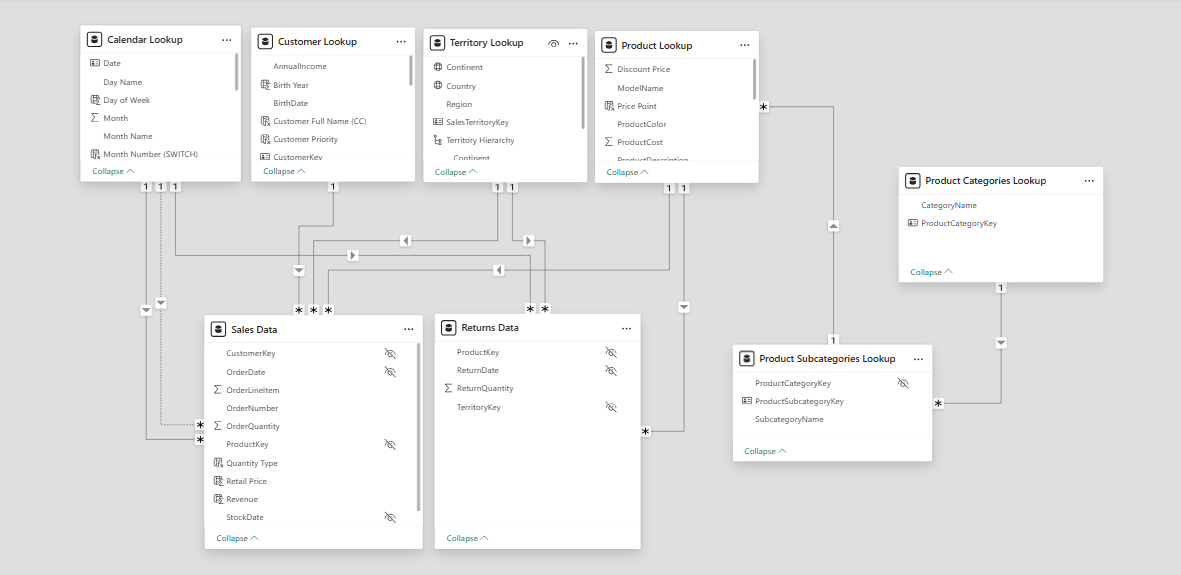 Calendar Lookup
Date
Day Name
Day of Week
Month
Month Name
Month Number (SWITCH)
Collapse
Customer Lookup
AnnualIncome
Birth Year
BirthDate
Customer Full Name (CC)
Customer Priority
CustomerKey
Collapse
Territory Lookup
Continent
Country
Region
SalesTerritoryKey
Territory Hierarchy
Continent
Collapse
Product Lookup
Discount Price
ModelName
Price Point
ProductColor
ProductCost
ProductDescription
Collapse
Product Categories Lookup
CategoryName
ProductCategoryKey
Collapse
1 1 1
1
1 1
1 1
*
1
1
* * *
* *
*
*
*
*
Sales Data
CustomerKey
OrderDate
OrderLineItem
OrderNumber
OrderQuantity
ProductKey
Quantity Type
Retail Price
Revenue
StockDate
Collapse
Returns Data
ProductKey
ReturnDate
ReturnQuantity
TerritoryKey
Collapse
Product Subcategories Lookup
ProductCategoryKey
ProductSubcategoryKey
SubcategoryName
Collapse